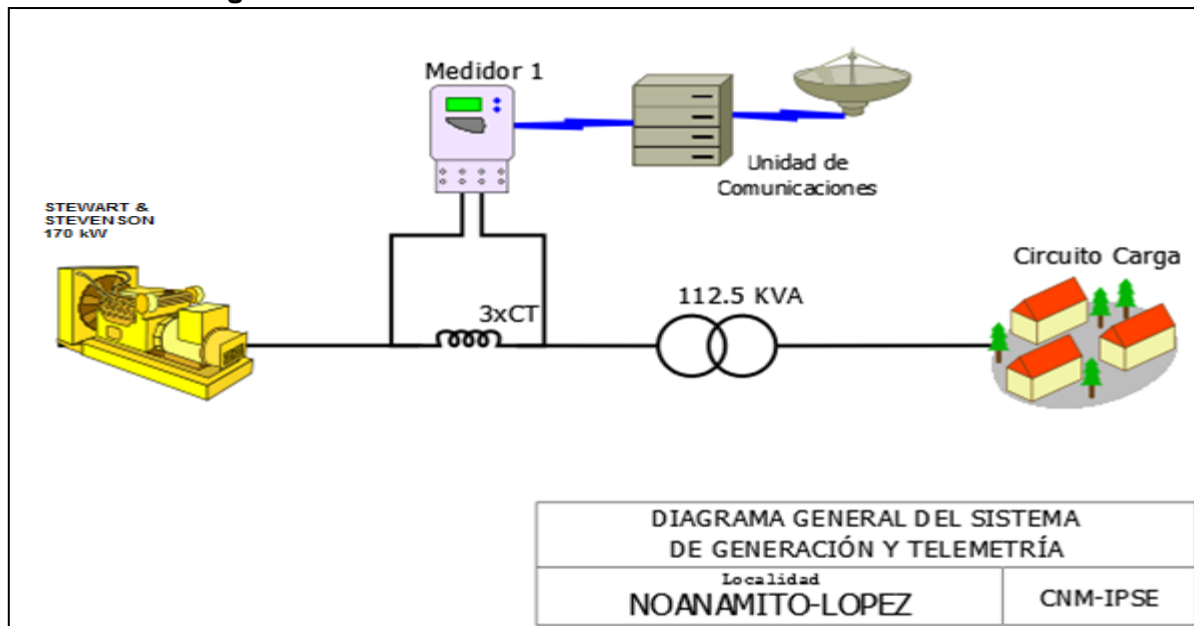 Medidor 1
Unidad de
Comunicaciones
STEWART &
STEVENSON
170 kW
Circuito Carga
3xCT
112.5 KVA
DIAGRAMA GENERAL DEL SISTEMA
DE GENERACIÓN Y TELEMETRÍA
Localidad
NOANAMITO-LOPEZ
CNM-IPSE